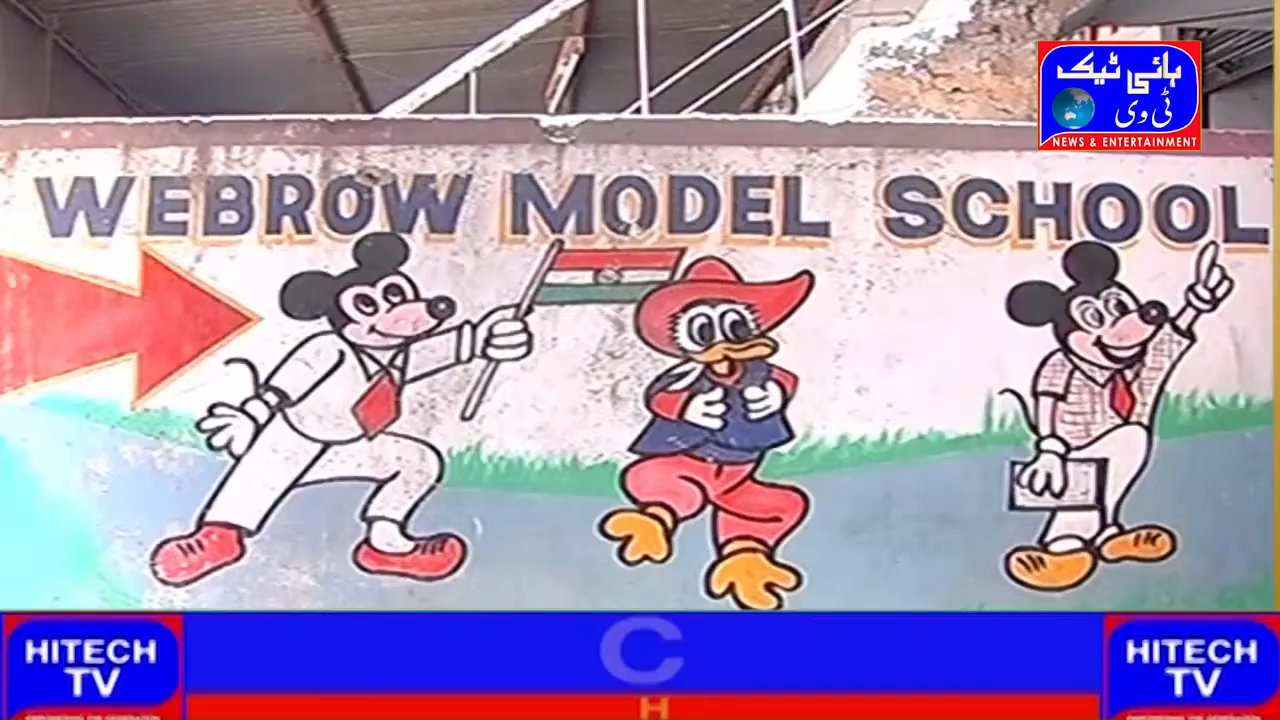 ہائی ٹیک
ٹی وی
NEWS & ENTERTAINMENT
WEBROW MODEL SCHOOL
HITECH
TV
C
H
HITECH
TV